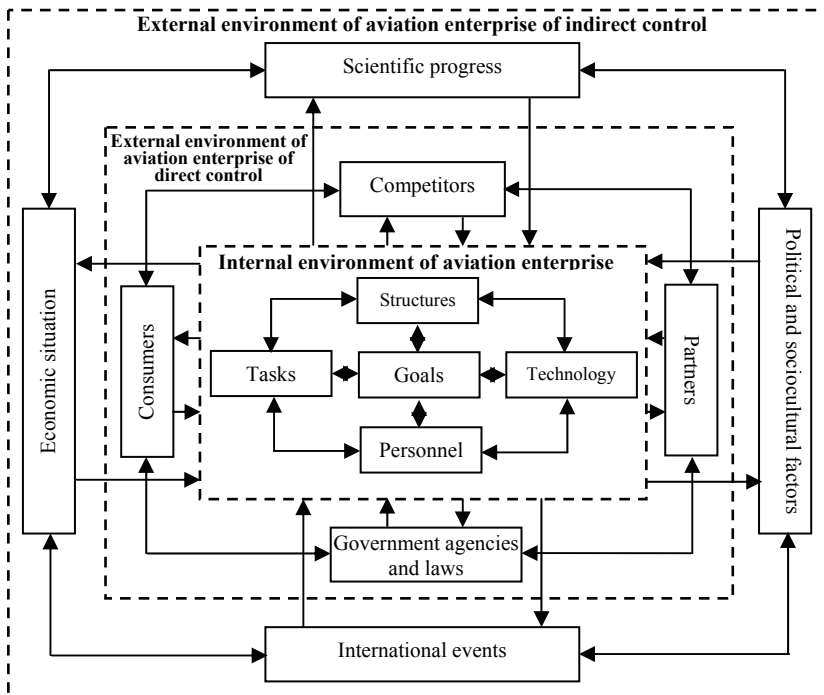 External environment of aviation enterprise of indirect control
Scientific progress
External environment of
aviation enterprise of
direct control
Competitors
Internal environment of aviation enterprise
Structures
Tasks
Goals
Technology
Personnel
Economic situation
Consumers
Partners
Political and sociocultural factors
Government agencies
and laws
International events